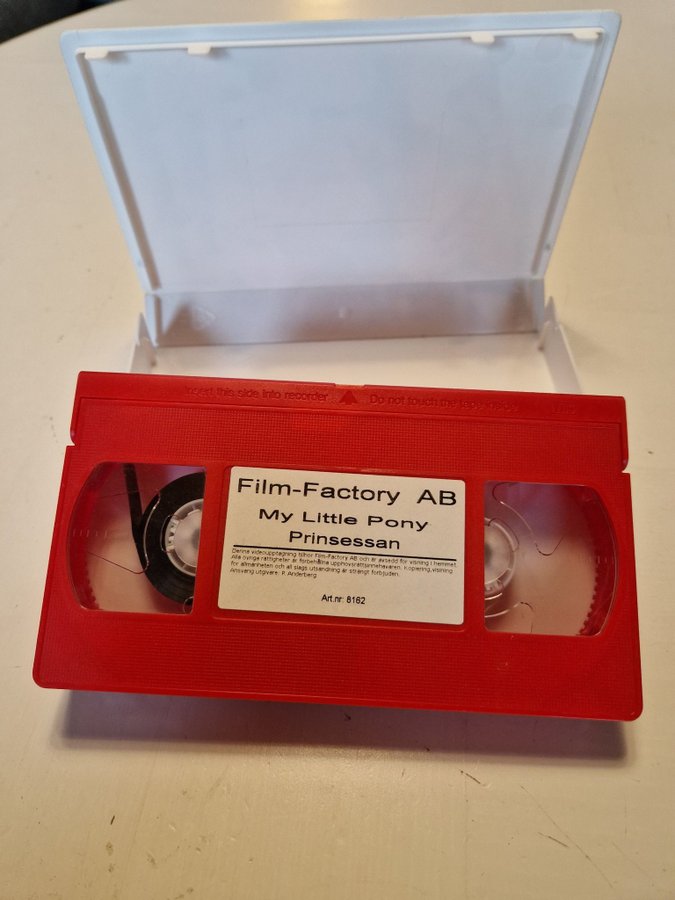 Insert this side into recorder Do not touch the tape inside
Film-Factory AB
My Little Pony
Prinsessan
Denna videoupptagning tillhör Film-Factory AB och är avsedd för visning i hemmet.
Alla övriga rättigheter är förbehållna upphovsrättsinnehavaren. Kopiering, visning
för allmänheten och all slags utsändning är strängt förbjuden.
Ansvarig utgivare: P. Anderberg
Art.nr: 8162